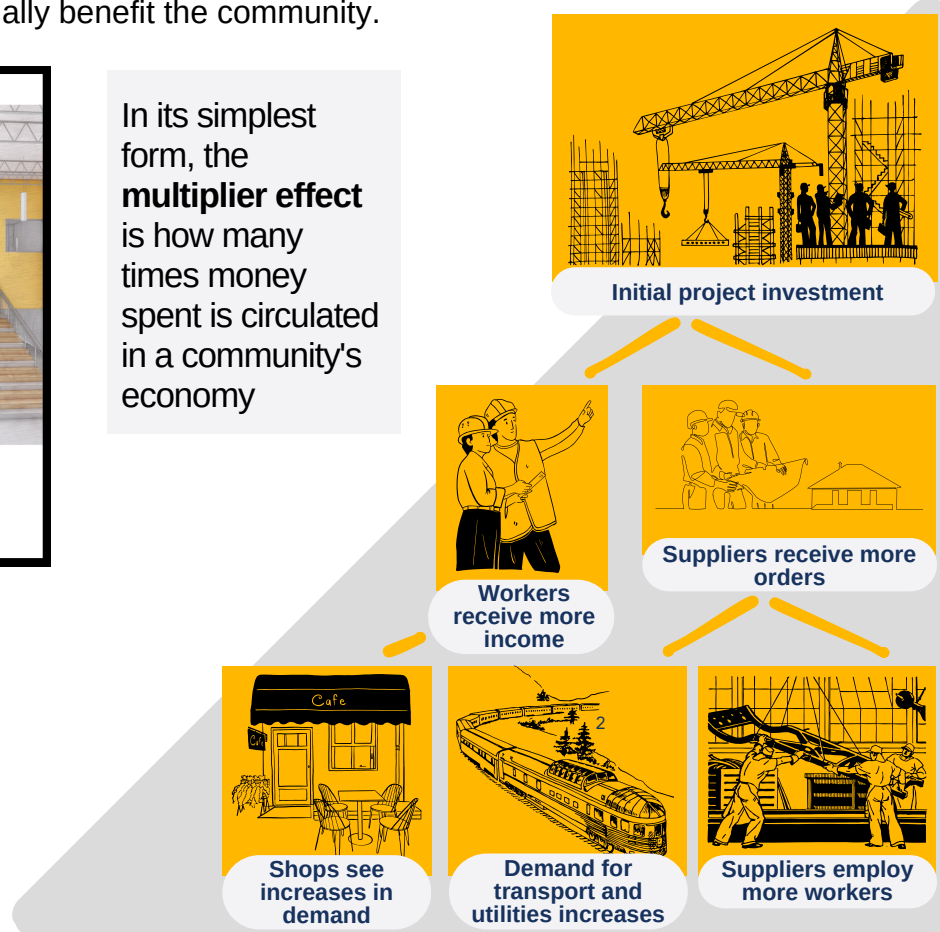 ally benefit the community.
In its simplest
form, the
multiplier effect
is how many
times money
spent is circulated
in a community's
economy
Initial project investment
Workers
receive more
income
Suppliers receive more
orders
Cafe
2
Shops see
increases in
demand
Demand for
transport and
utilities increases
Suppliers employ
more workers